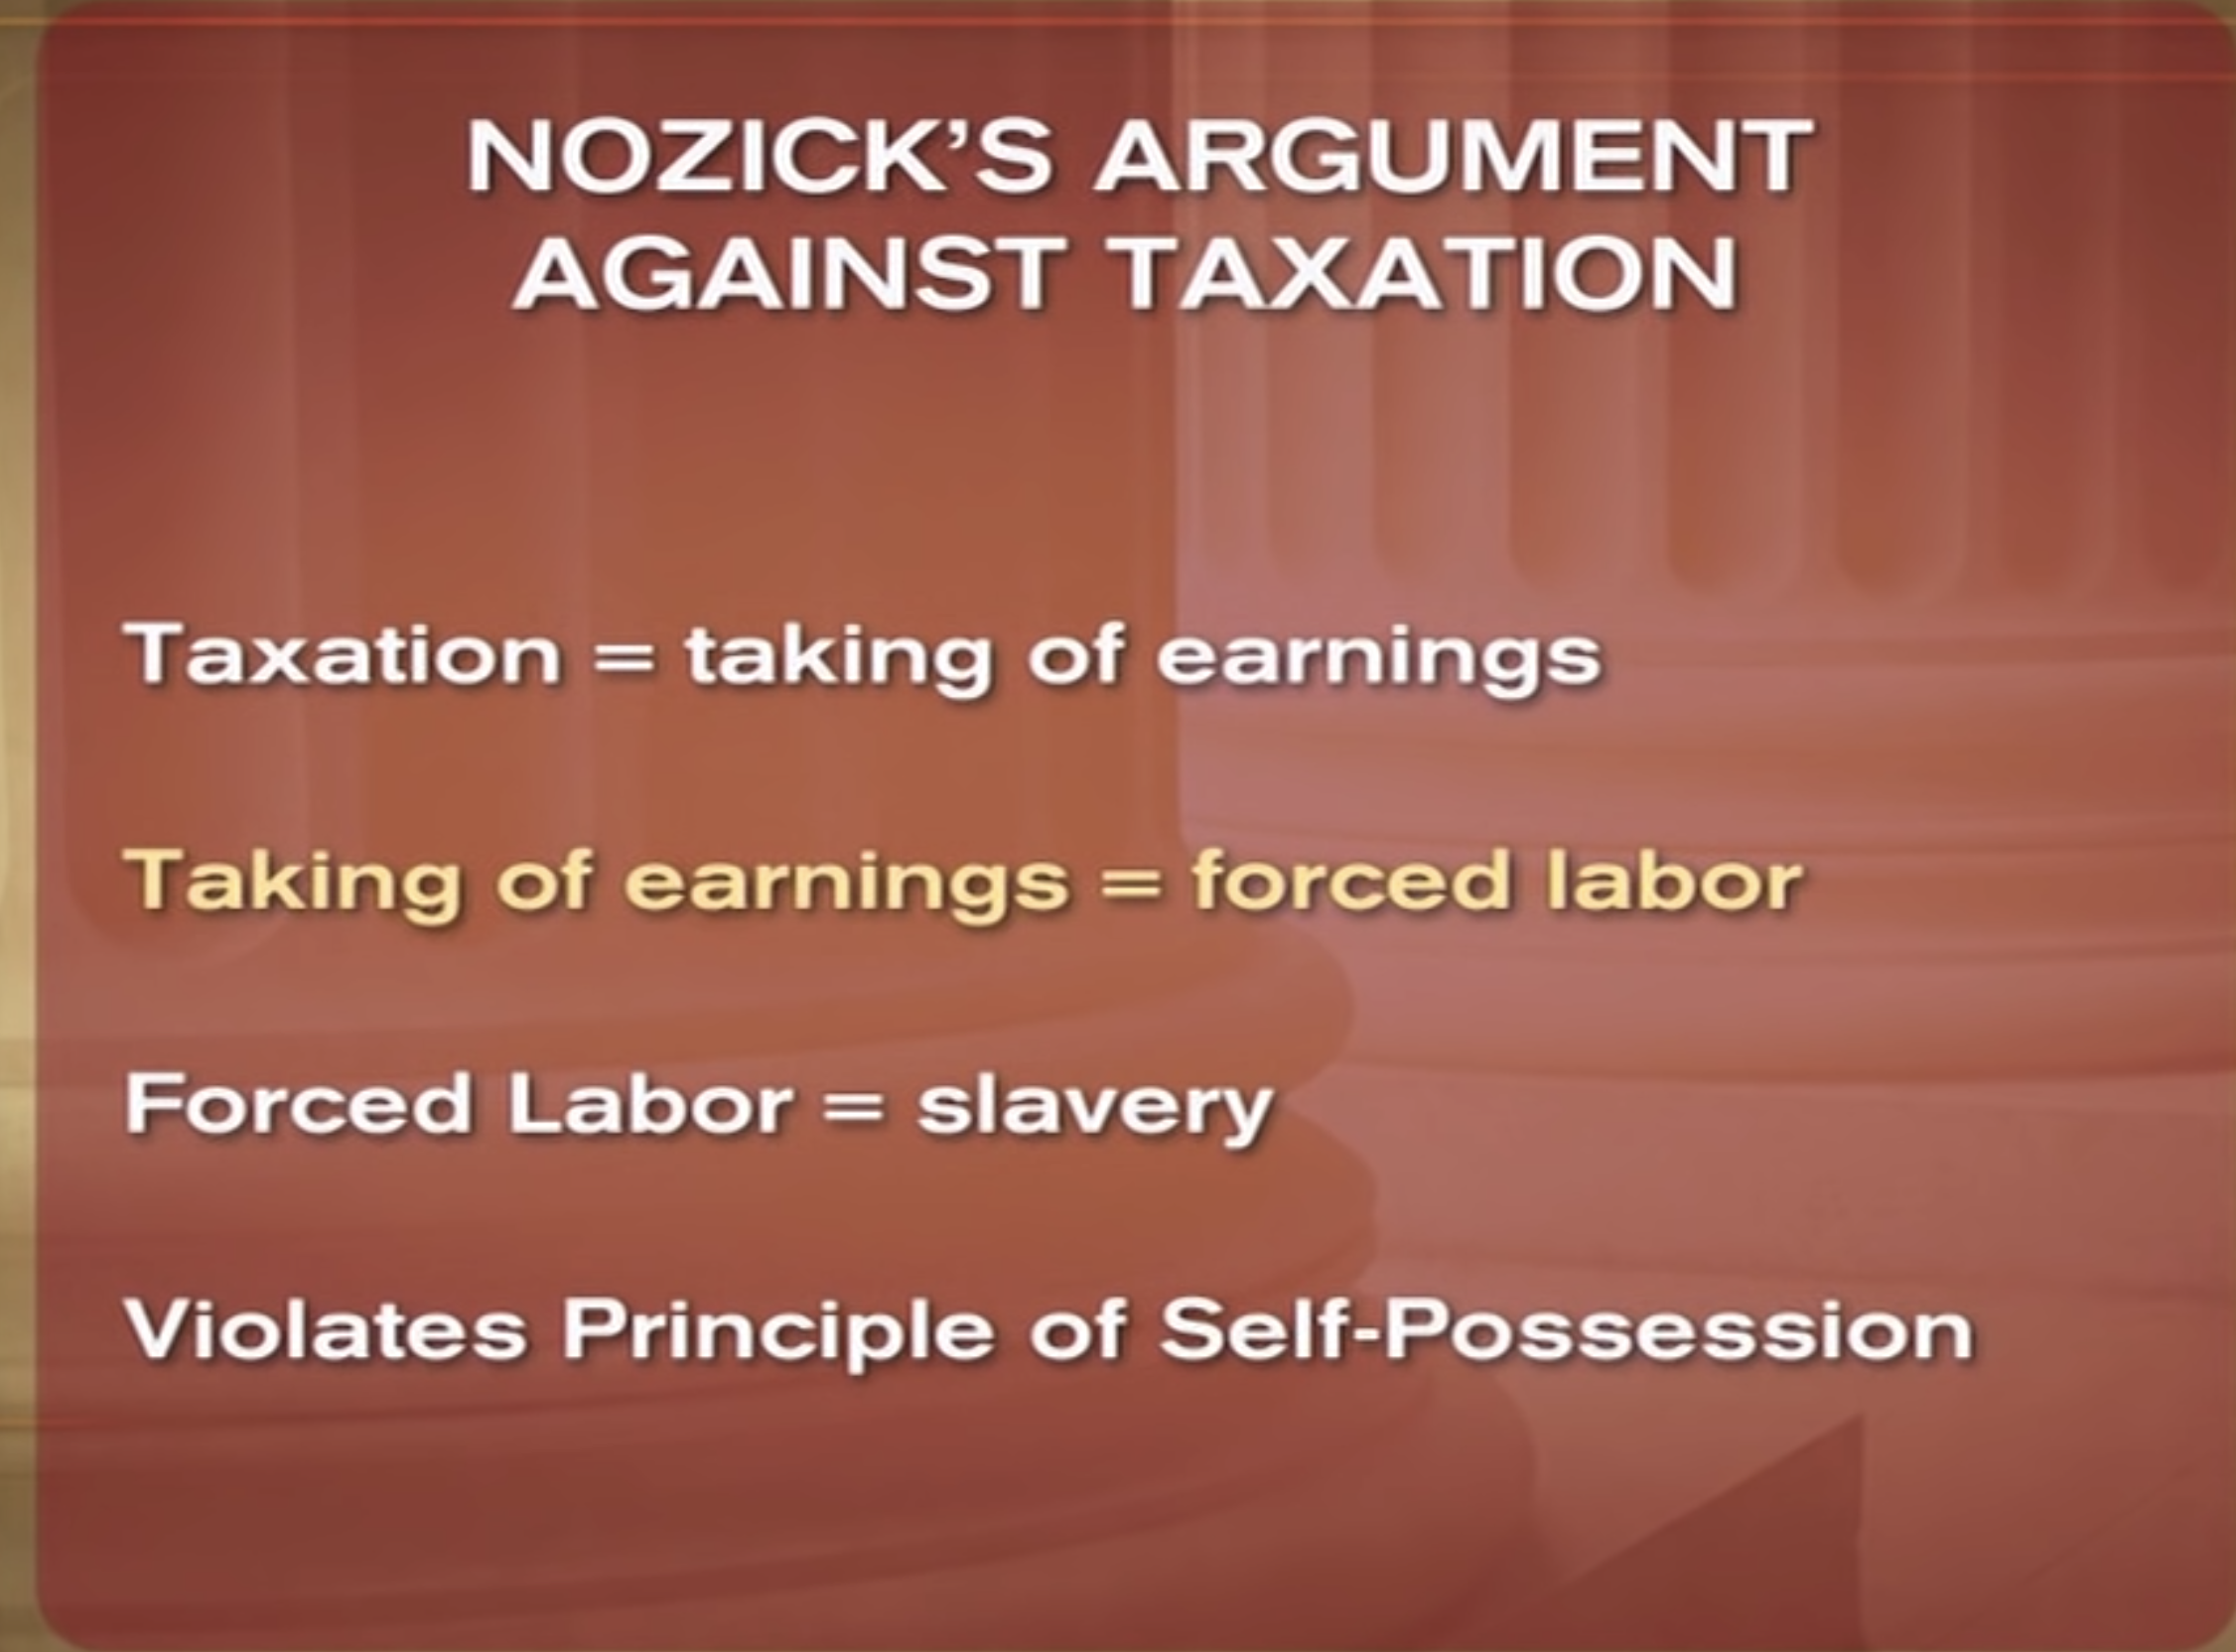 NOZICK’S ARGUMENT
AGAINST TAXATION
Taxation = taking of earnings
Taking of earnings = forced labor
Forced Labor = slavery
Violates Principle of Self-Possession